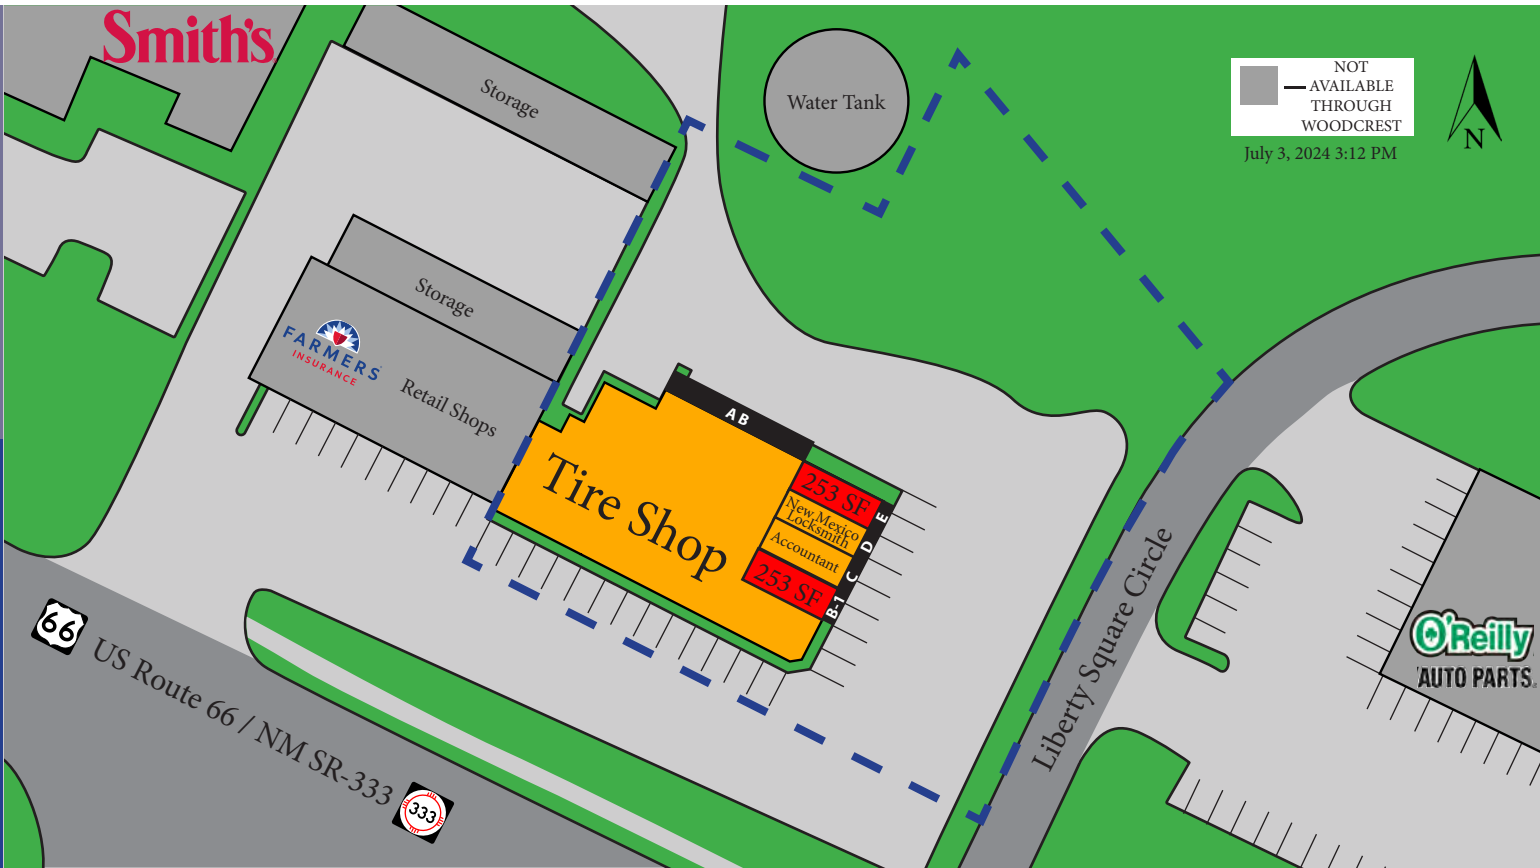 Smith's
Storage
Water Tank
NOT
AVAILABLE
THROUGH
WOODCREST
July 3, 2024 3:12 PM
N
Storage
FARMERS
INSURANCE
Retail Shops
AB
Tire Shop
253 SF
E
New Mexico
Locksmith
D
Accountant
C
253 SF
B-1
Liberty Square Circle
O'Reilly
AUTO PARTS
66
US Route 66 / NM SR-333
333